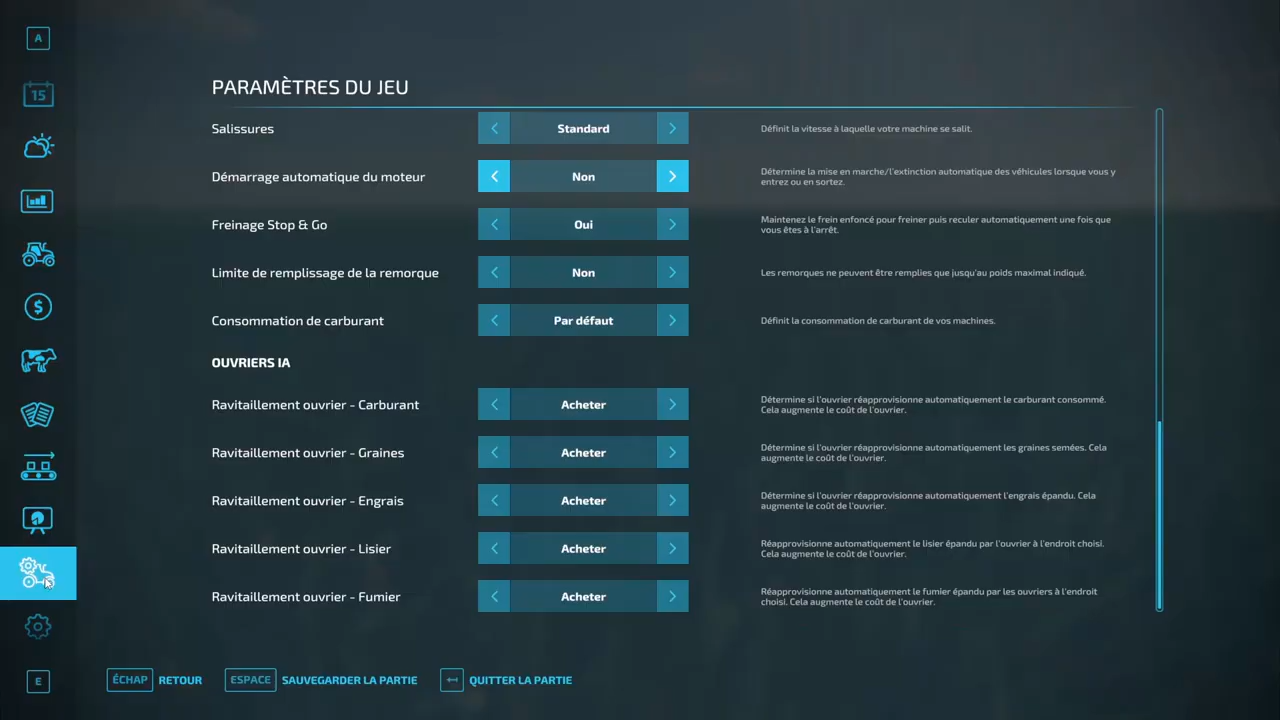 A
15
PARAMÈTRES DU JEU
Salissures
Standard
Définit la vitesse à laquelle votre machine se salit.
Démarrage automatique du moteur
Non
Détermine la mise en marche/l'extinction automatique des véhicules lorsque vous y
entrez ou en sortez.
Freinage Stop & Go
Oui
Maintenez le frein enfoncé pour freiner puis reculer automatiquement une fois que
vous êtes à l'arrêt.
Limite de remplissage de la remorque
Non
Les remorques ne peuvent être remplies que jusqu'au poids maximal indiqué.
Consommation de carburant
Par défaut
Définit la consommation de carburant de vos machines.
OUVRIERS IA
Ravitaillement ouvrier - Carburant
Acheter
Détermine si l'ouvrier réapprovisionne automatiquement le carburant consommé.
Cela augmente le coût de l'ouvrier.
Ravitaillement ouvrier - Graines
Acheter
Détermine si l'ouvrier réapprovisionne automatiquement les graines semées. Cela
augmente le coût de l'ouvrier.
Ravitaillement ouvrier - Engrais
Acheter
Détermine si l'ouvrier réapprovisionne automatiquement l'engrais épandu. Cela
augmente le coût de l'ouvrier.
Ravitaillement ouvrier - Lisier
Acheter
Réapprovisionne automatiquement le lisier épandu par l'ouvrier à l'endroit choisi.
Cela augmente le coût de l'ouvrier.
Ravitaillement ouvrier - Fumier
Acheter
Réapprovisionne automatiquement le fumier épandu par les ouvriers à l'endroit
choisi. Cela augmente le coût de l'ouvrier.
E
ÉCHAP RETOUR ESPACE SAUVEGARDER LA PARTIE QUITTER LA PARTIE